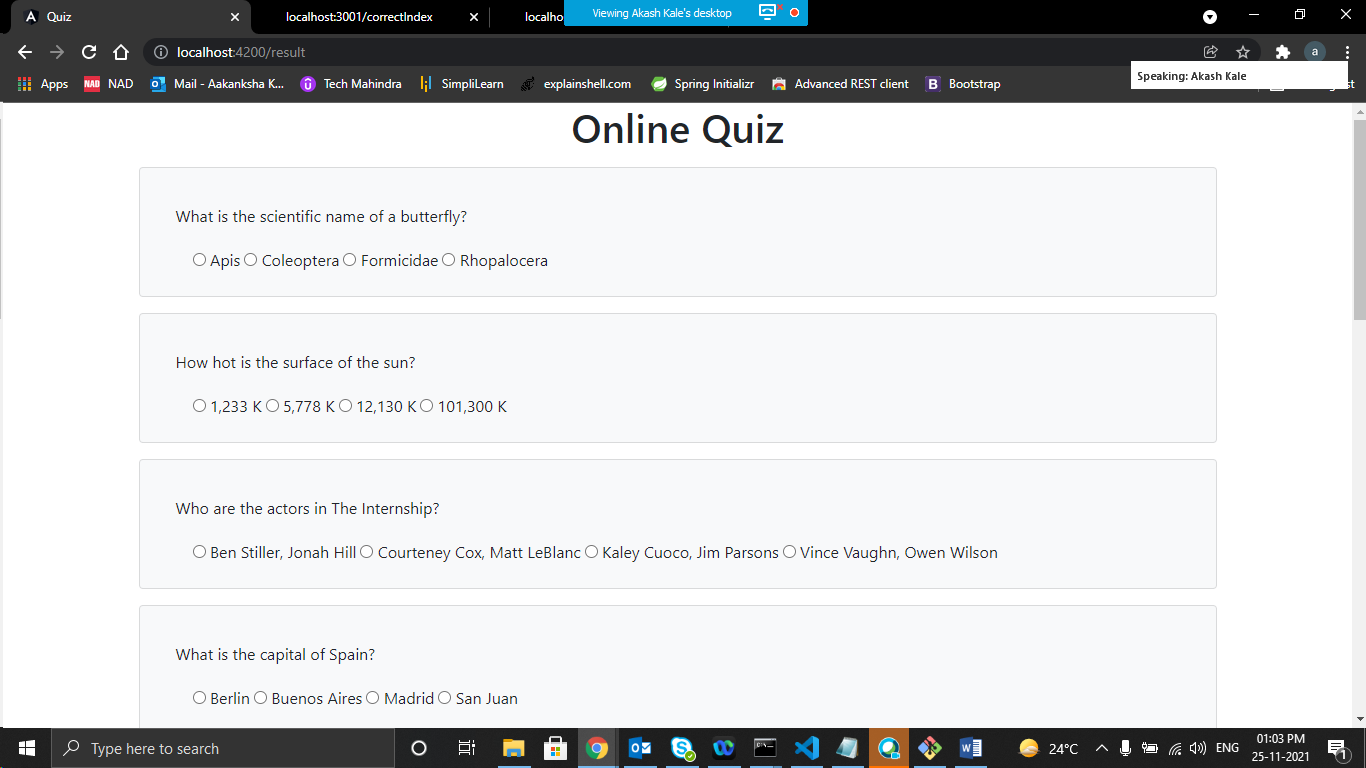 Quiz
localhost:3001/correctIndex
localho
Viewing Akash Kale's desktop
localhost:4200/result
a
Speaking: Akash Kale
Apps
NAD NAD
Mail - Aakanksha K...
Tech Mahindra
SimpliLearn
explainshell.com
Spring Initializr
Advanced REST client
B Bootstrap
st
Online Quiz
What is the scientific name of a butterfly?
Apis Coleoptera Formicidae Rhopalocera
How hot is the surface of the sun?
1,233 K 5,778 K 12,130 K 101,300 K
Who are the actors in The Internship?
Ben Stiller, Jonah Hill Courteney Cox, Matt LeBlanc Kaley Cuoco, Jim Parsons Vince Vaughn, Owen Wilson
What is the capital of Spain?
Berlin Buenos Aires Madrid San Juan
Type here to search
24°C
ENG
01:03 PM
25-11-2021
1